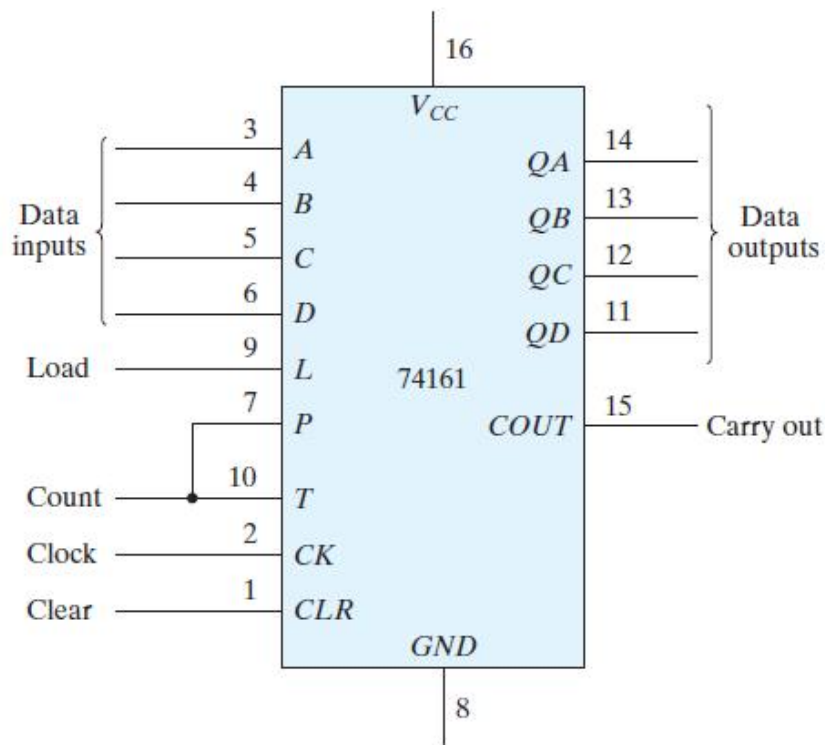 16
V_CC
3
A
14
QA
4
B
13
QB
Data
inputs
Data
outputs
5
C
12
QC
6
D
11
QD
Load
9
L
74161
7
P
15
COUT
Carry out
Count
10
T
Clock
2
CK
Clear
1
CLR
GND
8